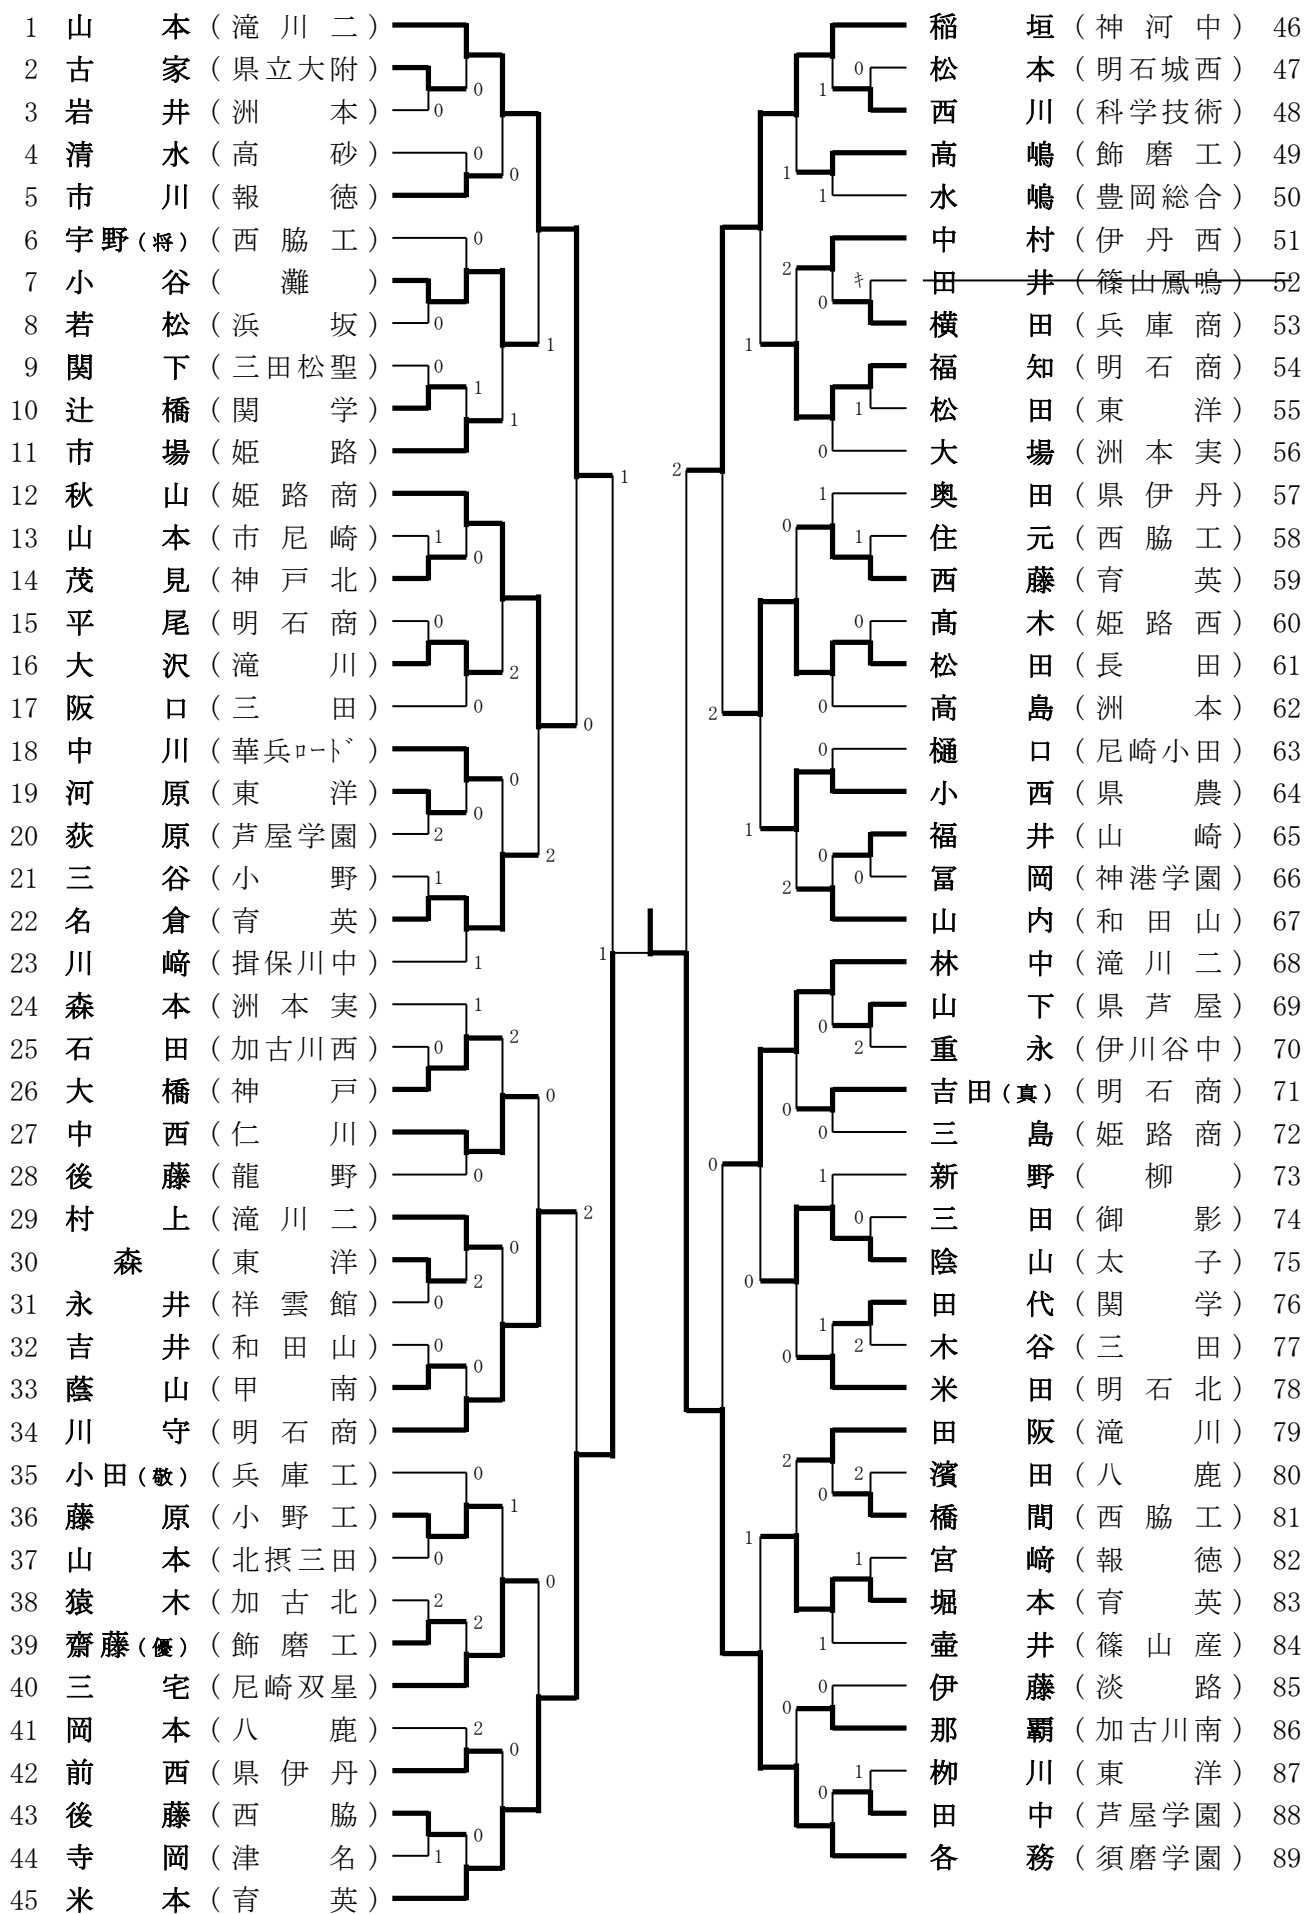 1 山本 (滝川二)
2 古家 (県立大附)
3 岩井 (洲本)
4 清水 (高砂)
5 市川 (報徳)
6 宇野(将) (西脇工)
7 小谷 (灘)
8 若松 (浜坂)
9 関下 (三田松聖)
10 辻橋 (関学)
11 市場 (姫路)
12 秋山 (姫路商)
13 山本 (市尼崎)
14 茂見 (神戸北)
15 平尾 (明石商)
16 大沢 (滝川)
17 阪口 (三田)
18 中川 (華兵ﾛｰﾄﾞ)
19 河原 (東洋)
20 荻原 (芦屋学園)
21 三谷 (小野)
22 名倉 (育英)
23 川﨑 (揖保川中)
24 森本 (洲本実)
25 石田 (加古川西)
26 大橋 (神戸)
27 中西 (仁川)
28 後藤 (龍野)
29 村上 (滝川二)
30 森 (東洋)
31 永井 (祥雲館)
32 吉井 (和田山)
33 蔭山 (甲南)
34 川守 (明石商)
35 小田(敬) (兵庫工)
36 藤原 (小野工)
37 山本 (北摂三田)
38 猿木 (加古北)
39 齋藤(優) (飾磨工)
40 三宅 (尼崎双星)
41 岡本 (八鹿)
42 前西 (県伊丹)
43 後藤 (西脇)
44 寺岡 (津名)
45 米本 (育英)
稲垣 (神河中) 46
松本 (明石城西) 47
西川 (科学技術) 48
高嶋 (飾磨工) 49
水嶋 (豊岡総合) 50
中村 (伊丹西) 51
ｷ 田井 (篠山鳳鳴) 52
横田 (兵庫商) 53
福知 (明石商) 54
松田 (東洋) 55
大場 (洲本実) 56
奥田 (県伊丹) 57
住元 (西脇工) 58
西藤 (育英) 59
髙木 (姫路西) 60
松田 (長田) 61
高島 (洲本) 62
樋口 (尼崎小田) 63
小西 (県農) 64
福井 (山崎) 65
冨岡 (神港学園) 66
山内 (和田山) 67
林中 (滝川二) 68
山下 (県芦屋) 69
重永 (伊川谷中) 70
吉田(真) (明石商) 71
三島 (姫路商) 72
新野 (柳) 73
三田 (御影) 74
陰山 (太子) 75
田代 (関学) 76
木谷 (三田) 77
米田 (明石北) 78
田阪 (滝川) 79
濱田 (八鹿) 80
橋間 (西脇工) 81
宮﨑 (報徳) 82
堀本 (育英) 83
壷井 (篠山産) 84
伊藤 (淡路) 85
那覇 (加古川南) 86
栁川 (東洋) 87
田中 (芦屋学園) 88
各務 (須磨学園) 89